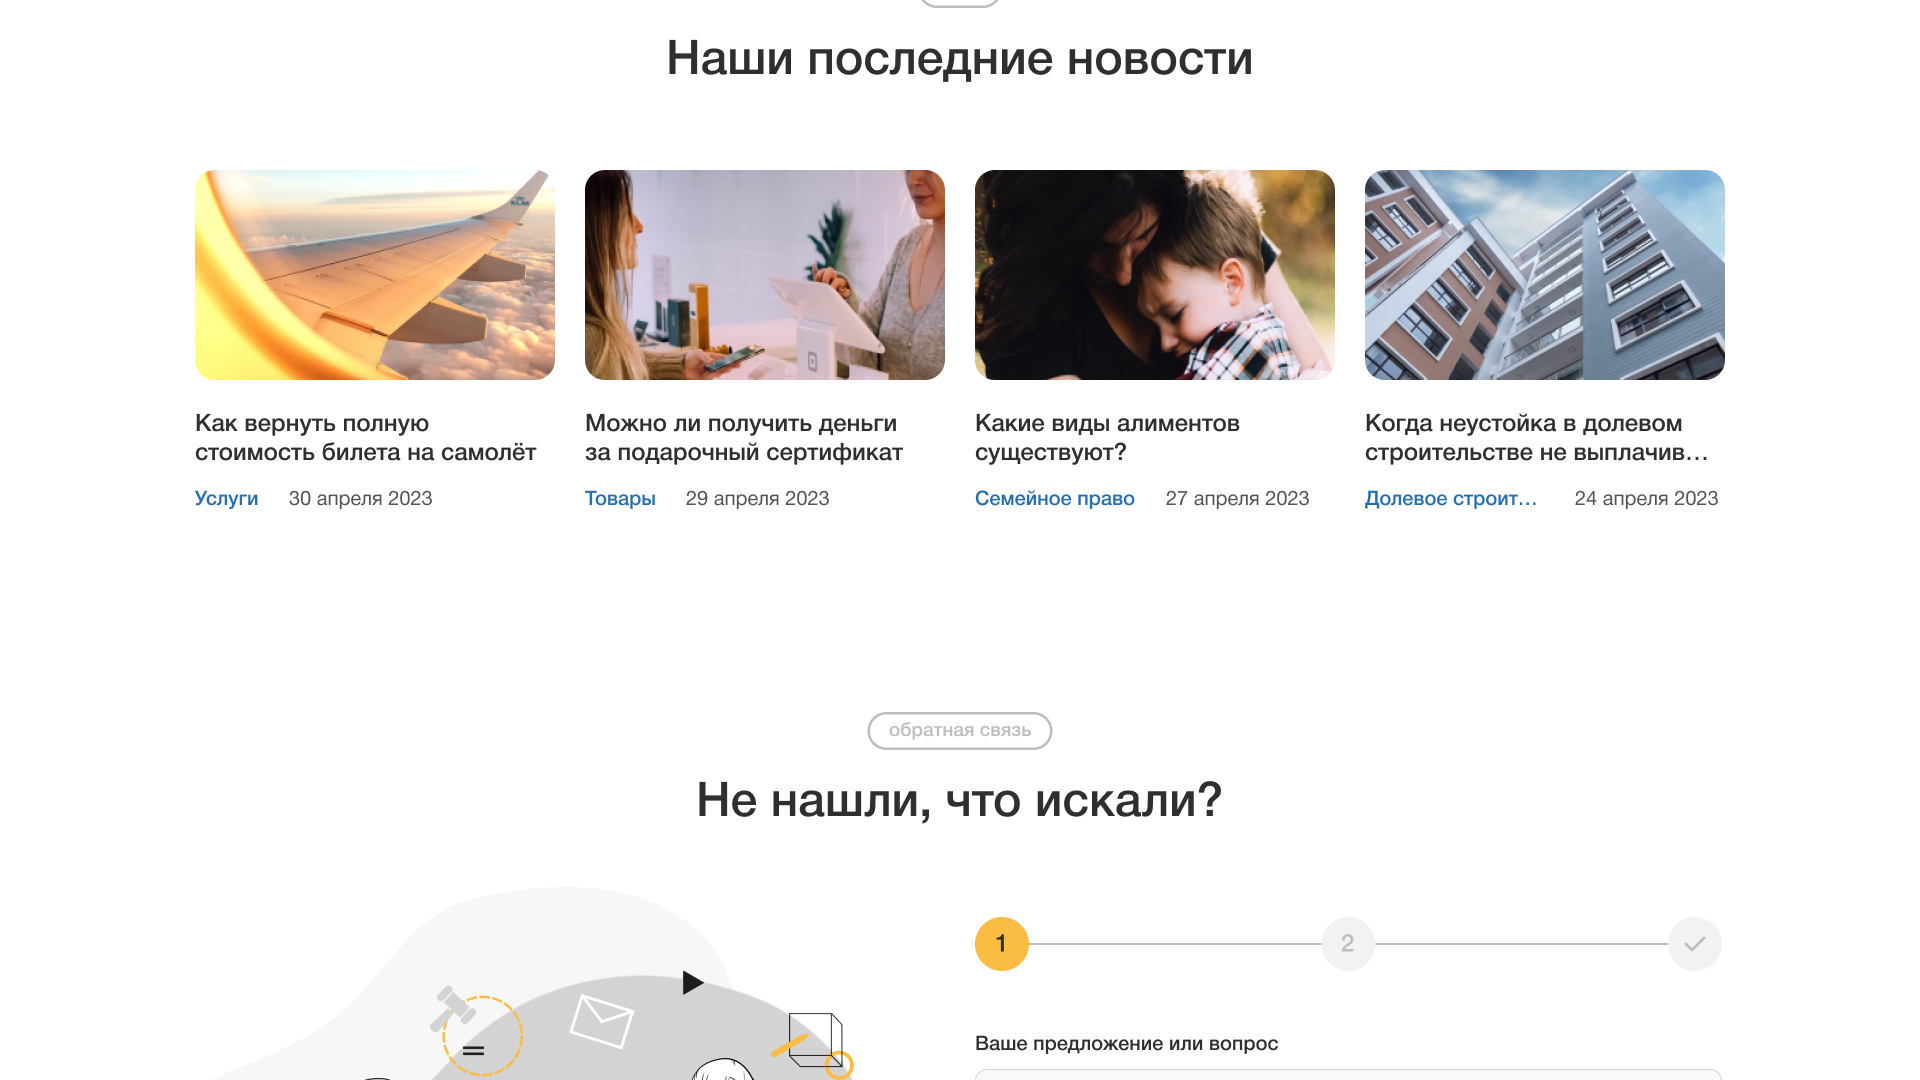 Наши последние новости
Как вернуть полную
стоимость билета на самолёт
Услуги 30 апреля 2023
Можно ли получить деньги
за подарочный сертификат
Товары 29 апреля 2023
Какие виды алиментов
существуют?
Семейное право 27 апреля 2023
Когда неустойка в долевом
строительстве не выплачив…
Долевое строит… 24 апреля 2023
обратная связь
Не нашли, что искали?
1
2
Ваше предложение или вопрос